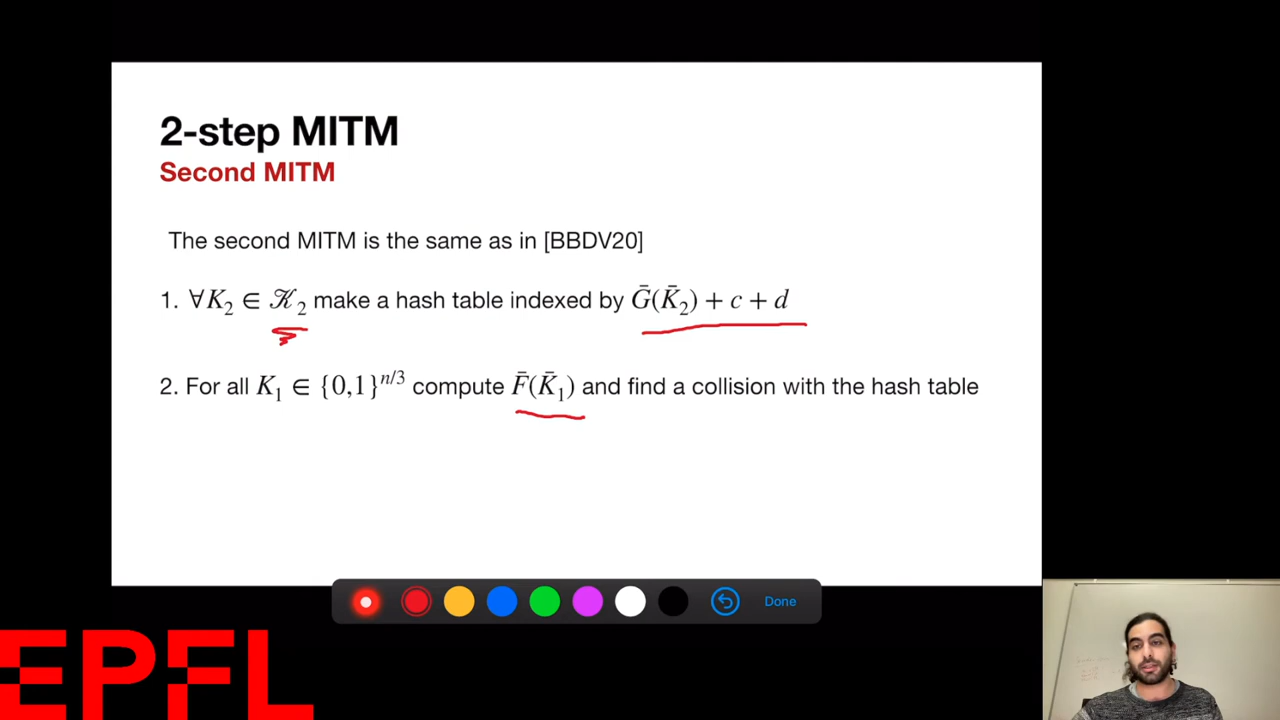 2-step MITM
Second MITM
The second MITM is the same as in [BBDV20]
1. ∀K₂ ∈ 𝒦₂ make a hash table indexed by Ḡ(K̄₂) + c + d
2. For all K₁ ∈ {0,1}^{n/3} compute F̄(K̄₁) and find a collision with the hash table
Done
EPFL